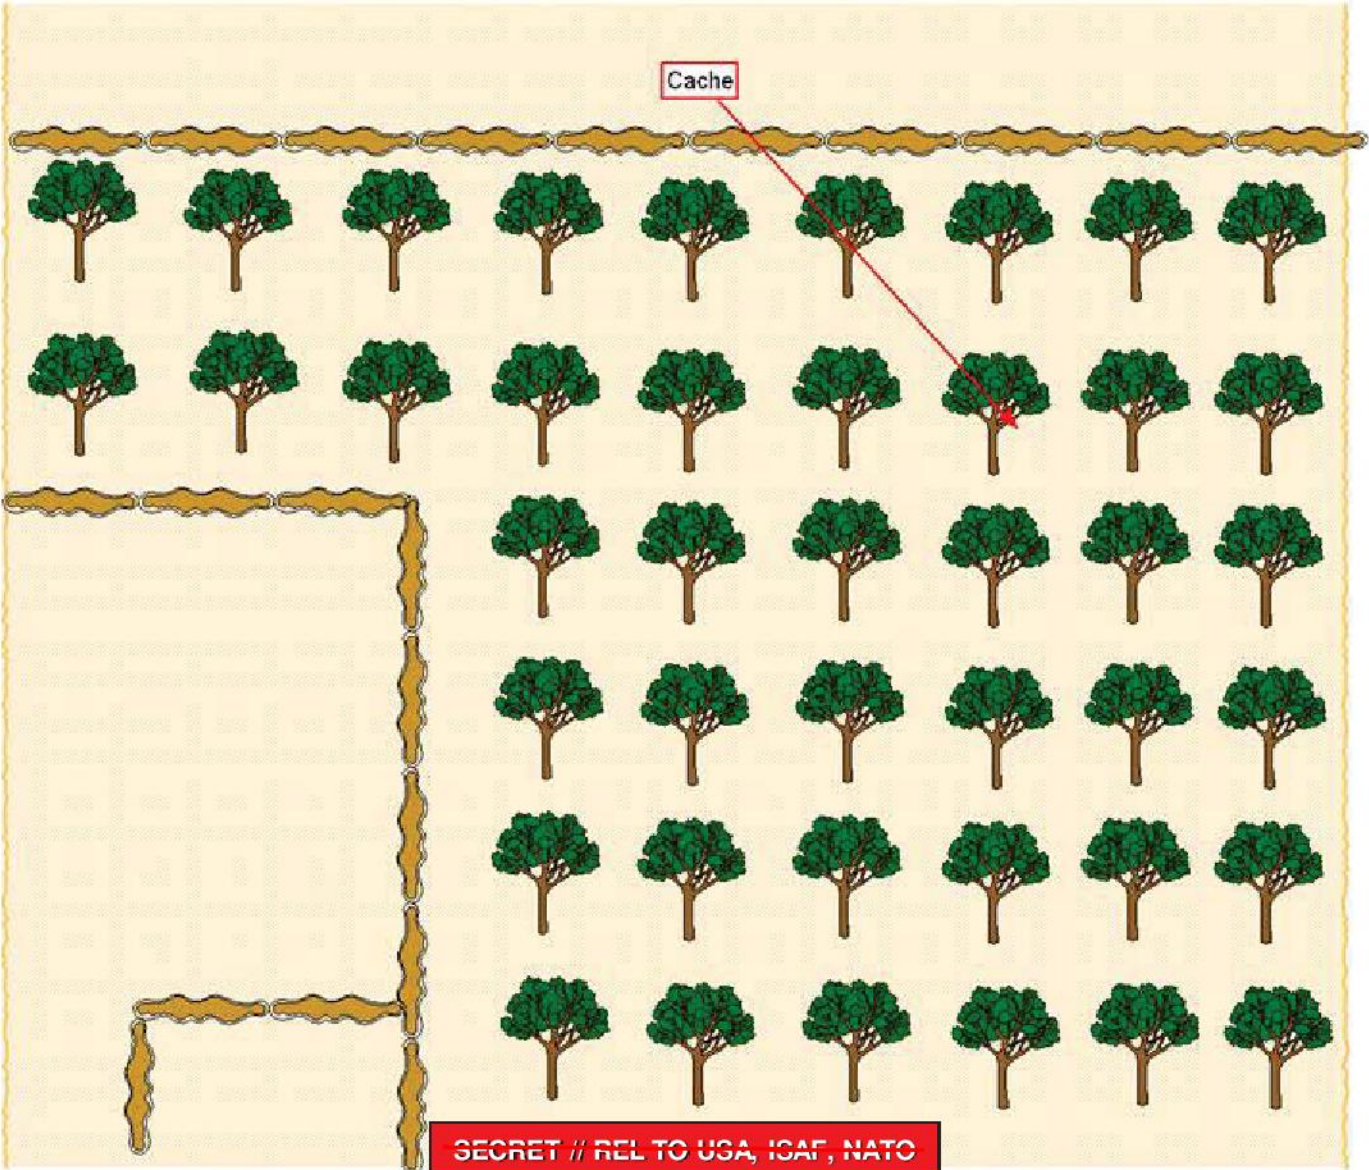 Cache
SECRET // REL TO USA, ISAF, NATO